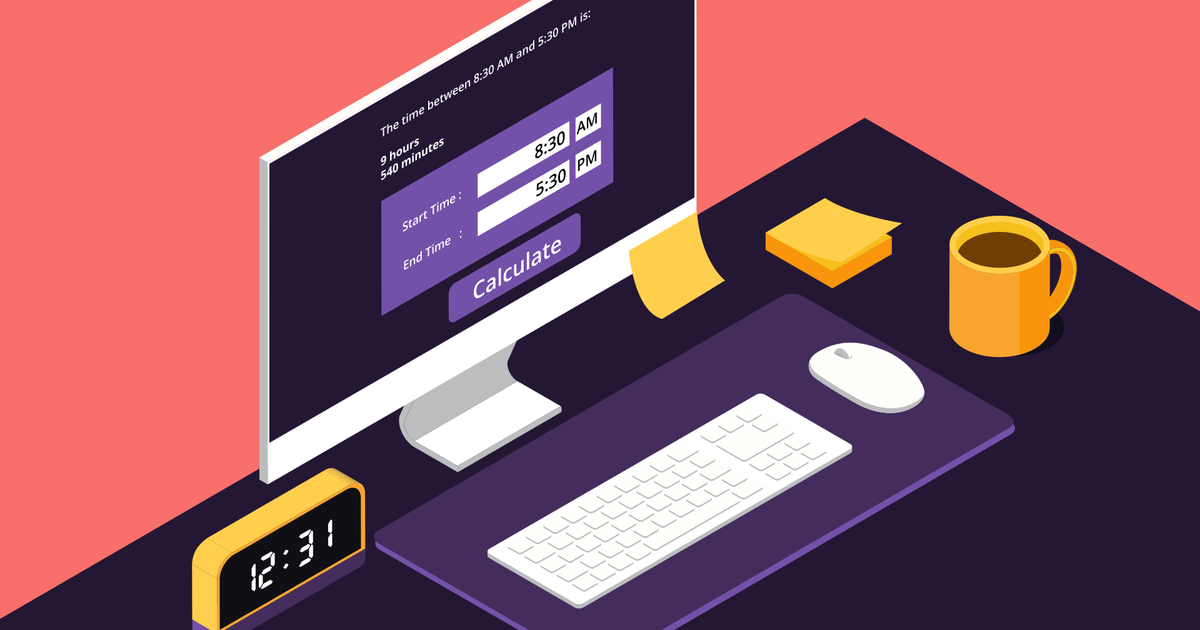 The time between 8:30 AM and 5:30 PM is:
9 hours
540 minutes
Start Time : 8:30 AM
End Time : 5:30 PM
Calculate
12:31